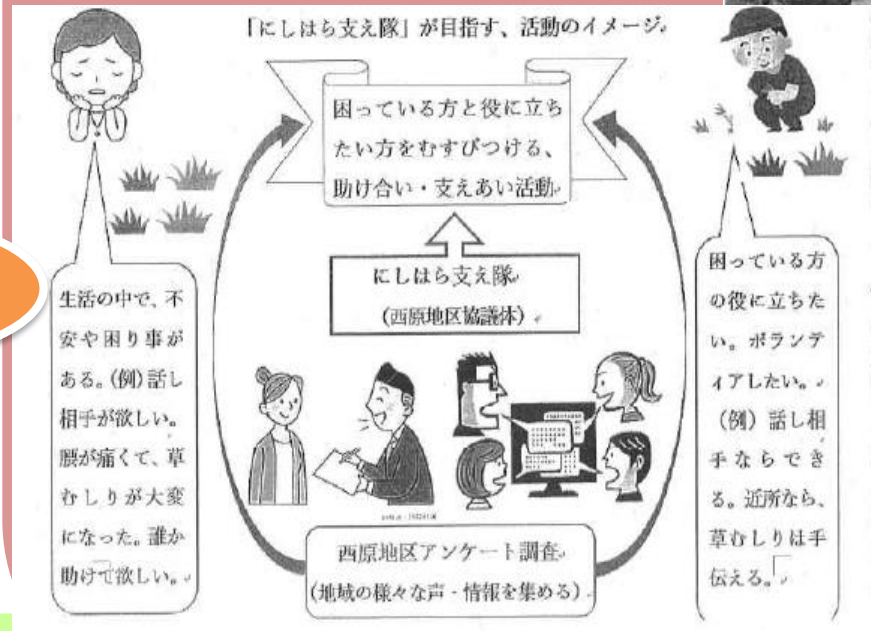 「にしはら支え隊」が目指す、活動のイメージ
困っている方と役に立ち
たい方をむすびつける、
助け合い・支えあい活動
にしはら支え隊
(西原地区協議体)
生活の中で、不
安や困り事が
ある。(例)話し
相手が欲しい。
腰が痛くて、草
むしりが大変
になった。誰か
助けて欲しい。
困っている方
の役に立ちた
い。ボランテ
ィアしたい。
(例)話し相
手ならでき
る。近所なら、
草むしりは手
伝える。
西原地区アンケート調査
(地域の様々な声・情報を集める)